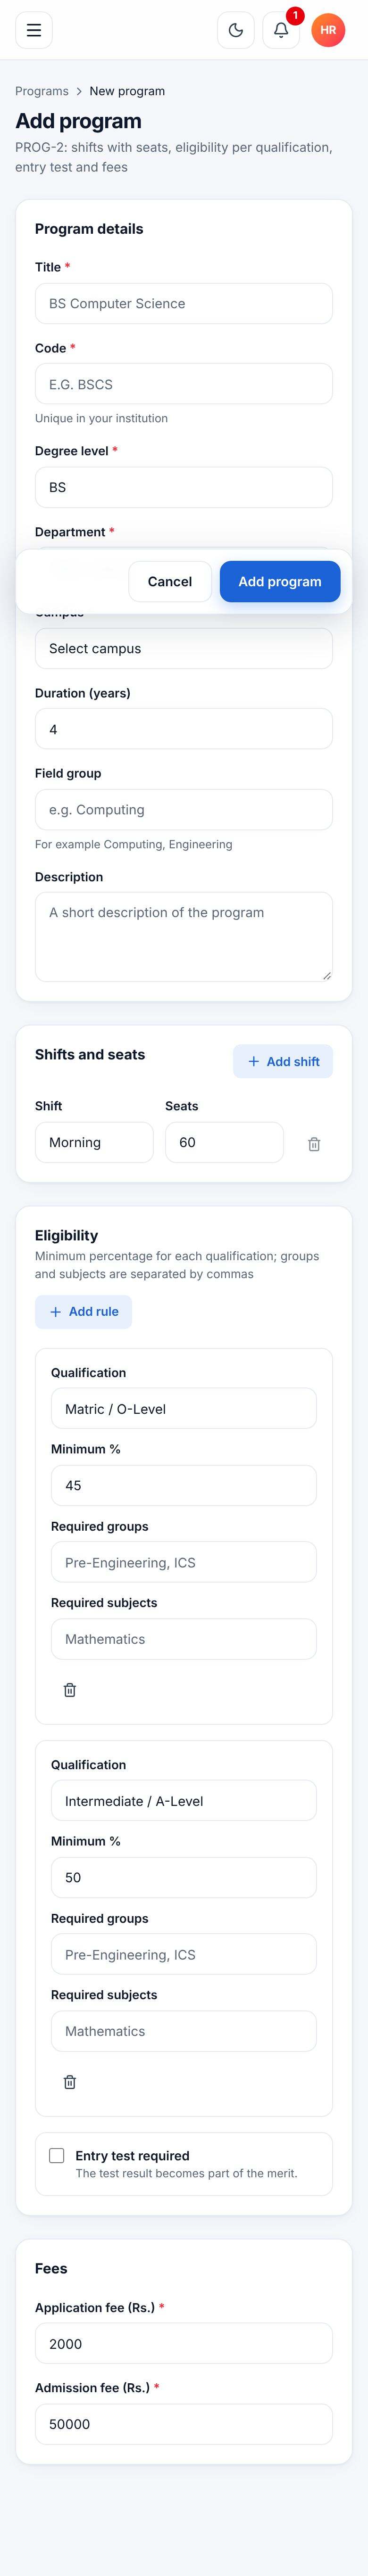 1
HR
Programs > New program
Add program
PROG-2: shifts with seats, eligibility per qualification,
entry test and fees
Program details
Title *
BS Computer Science
Code *
E.G. BSCS
Unique in your institution
Degree level *
BS
Department *
Cancel
Add program
Campus
Select campus
Duration (years)
4
Field group
e.g. Computing
For example Computing, Engineering
Description
A short description of the program
Shifts and seats
+ Add shift
Shift
Seats
Morning
60
Eligibility
Minimum percentage for each qualification; groups
and subjects are separated by commas
+ Add rule
Qualification
Matric / O-Level
Minimum %
45
Required groups
Pre-Engineering, ICS
Required subjects
Mathematics
Qualification
Intermediate / A-Level
Minimum %
50
Required groups
Pre-Engineering, ICS
Required subjects
Mathematics
Entry test required
The test result becomes part of the merit.
Fees
Application fee (Rs.) *
2000
Admission fee (Rs.) *
50000